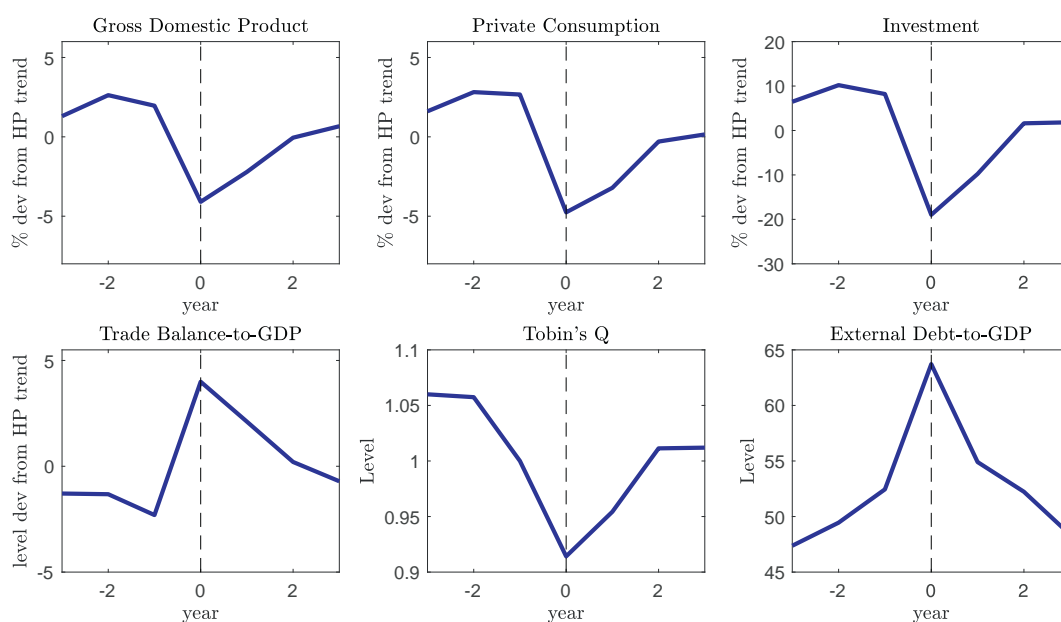 Gross Domestic Product
% dev from HP trend
5
0
-5
-2
0
2
year
Private Consumption
% dev from HP trend
5
0
-5
-2
0
2
year
Investment
% dev from HP trend
20
10
0
-10
-20
-30
-2
0
2
year
Trade Balance-to-GDP
level dev from HP trend
5
0
-5
-2
0
2
year
Tobin's Q
Level
1.1
1.05
1
0.95
0.9
-2
0
2
year
External Debt-to-GDP
Level
65
60
55
50
45
-2
0
2
year